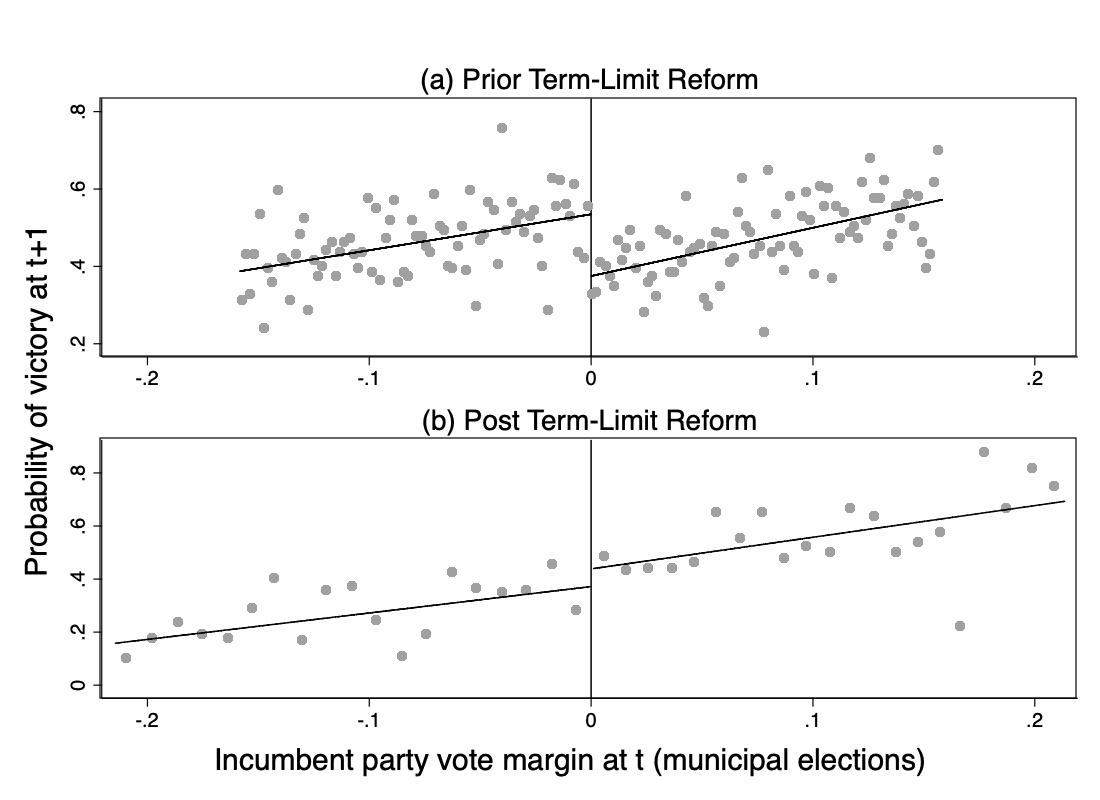 (a) Prior Term-Limit Reform
.8
.6
.4
.2
-.2 -.1 0 .1 .2
Probability of victory at t+1
(b) Post Term-Limit Reform
.8
.6
.4
.2
0
-.2 -.1 0 .1 .2
Incumbent party vote margin at t (municipal elections)